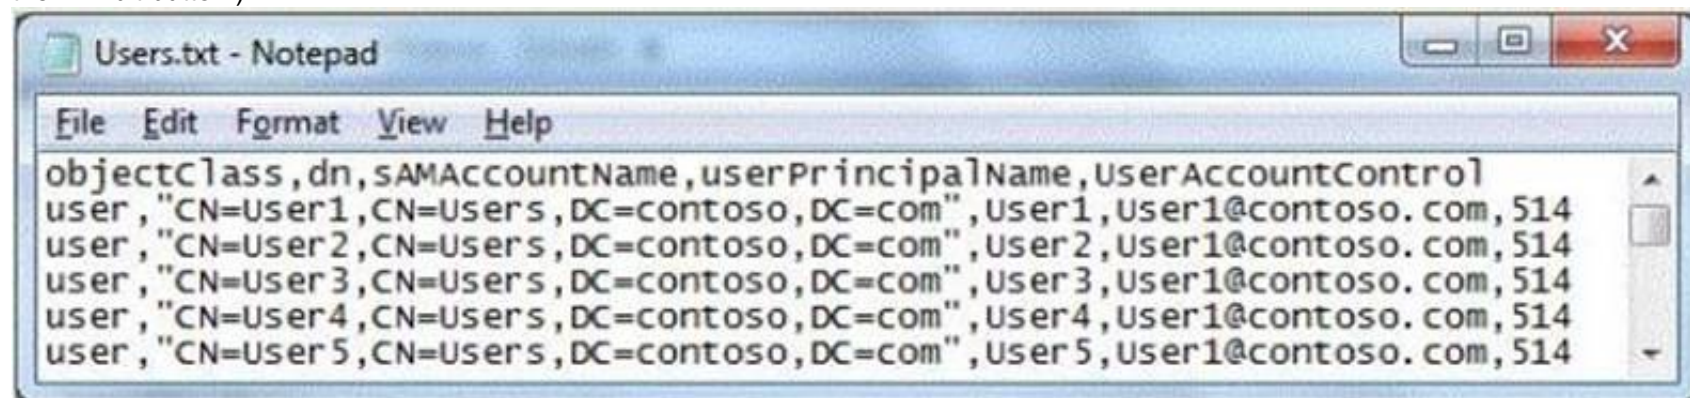 Users.txt - Notepad
File Edit Format View Help
objectClass,dn,sAMAccountName,userPrincipalName,UserAccountControl
user,"CN=User1,CN=Users,DC=contoso,DC=com",User1,User1@contoso.com,514
user,"CN=User2,CN=Users,DC=contoso,DC=com",User2,User1@contoso.com,514
user,"CN=User3,CN=Users,DC=contoso,DC=com",User3,User1@contoso.com,514
user,"CN=User4,CN=Users,DC=contoso,DC=com",User4,User1@contoso.com,514
user,"CN=User5,CN=Users,DC=contoso,DC=com",User5,User1@contoso.com,514